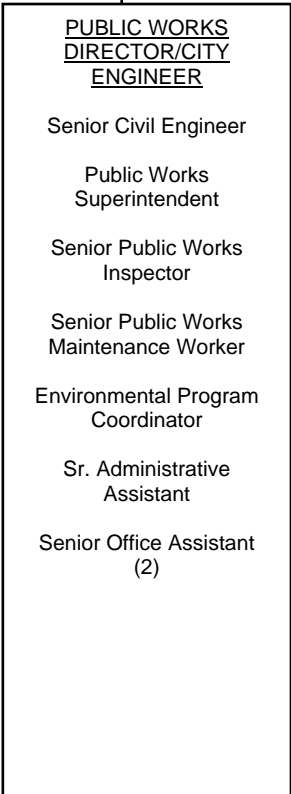 PUBLIC WORKS
DIRECTOR/CITY
ENGINEER
Senior Civil Engineer
Public Works
Superintendent
Senior Public Works
Inspector
Senior Public Works
Maintenance Worker
Environmental Program
Coordinator
Sr. Administrative
Assistant
Senior Office Assistant
(2)